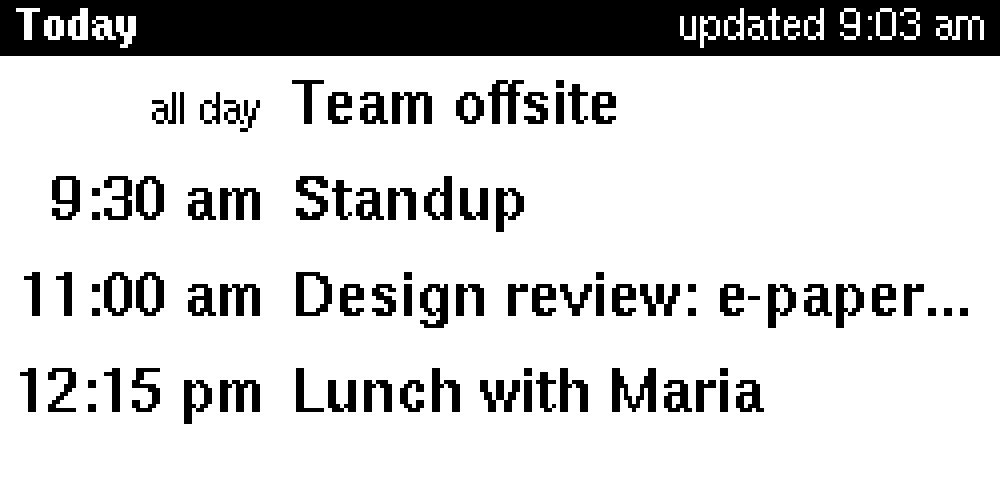 Today updated 9:03 am
all day Team offsite
9:30 am Standup
11:00 am Design review: e-paper...
12:15 pm Lunch with Maria